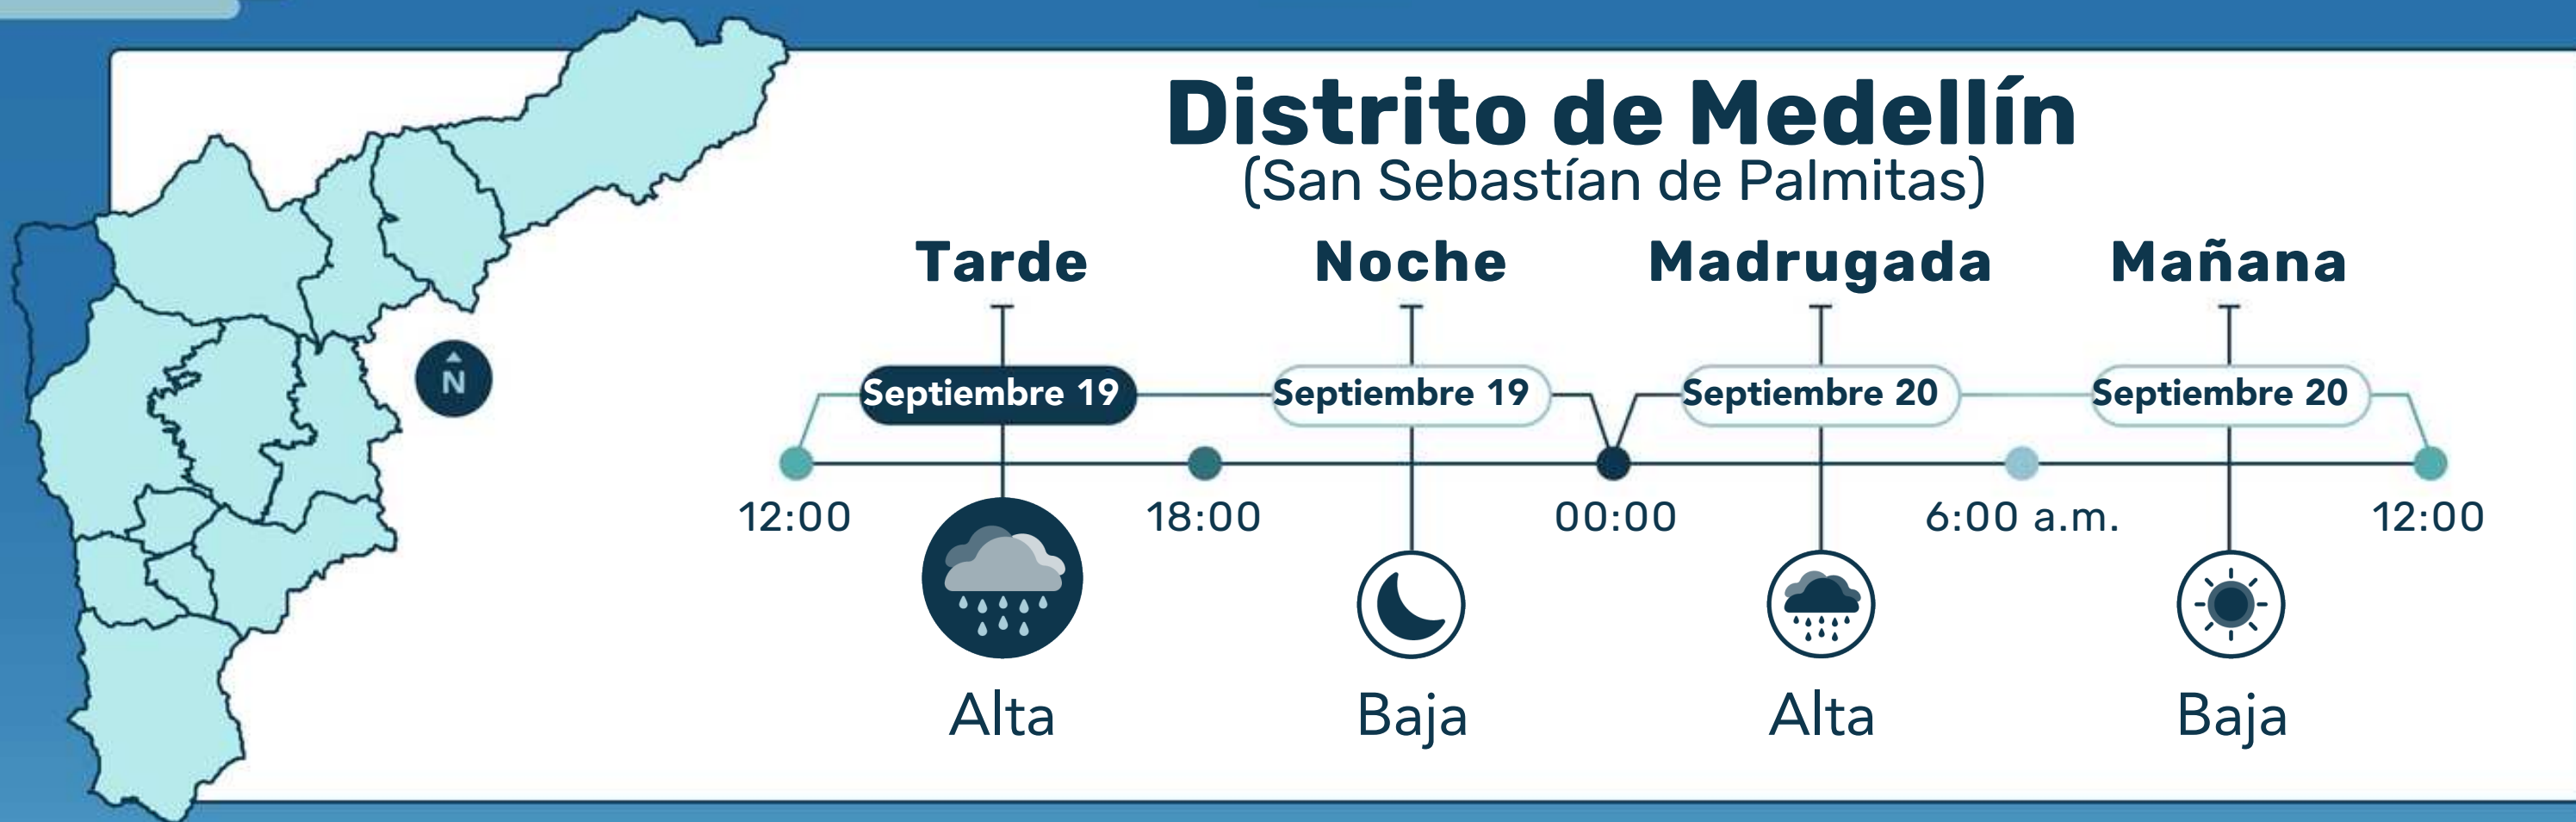 Distrito de Medellín
(San Sebastían de Palmitas)
Tarde Noche Madrugada Mañana
Septiembre 19 Septiembre 19 Septiembre 20 Septiembre 20
N
12:00 18:00 00:00 6:00 a.m. 12:00
Alta Baja Alta Baja